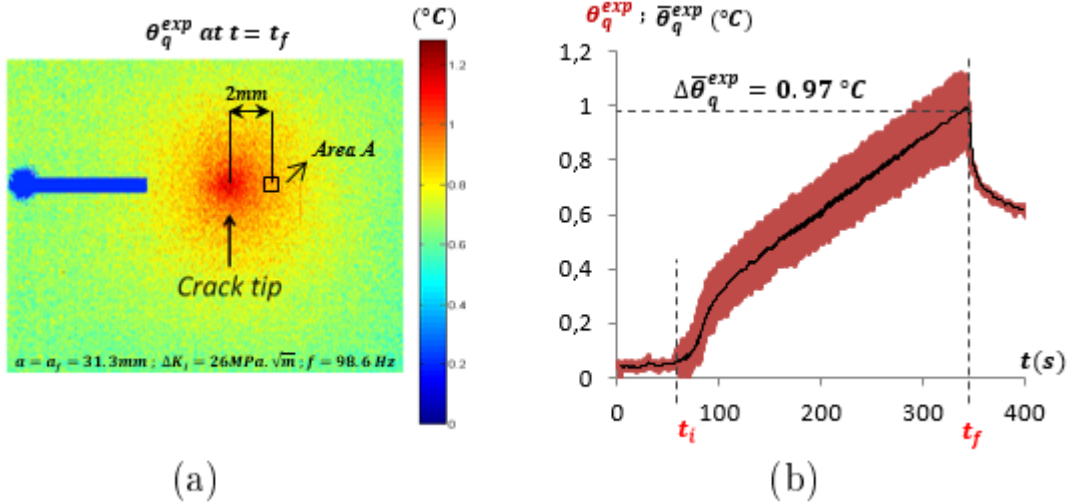 θ_q^exp at t = t_f
(°C)
2mm
Area A
Crack tip
a = a_f = 31.3mm ; ΔK_I = 26MPa.√m ; f = 98.6 Hz
1.2
1
0.8
0.6
0.4
0.2
0
(a)
θ_q^exp ; θ̅_q^exp (°C)
1,2
1
0,8
0,6
0,4
0,2
0
Δθ̅_q^exp = 0.97 °C
t(s)
0 100 200 300 400
t_i t_f
(b)